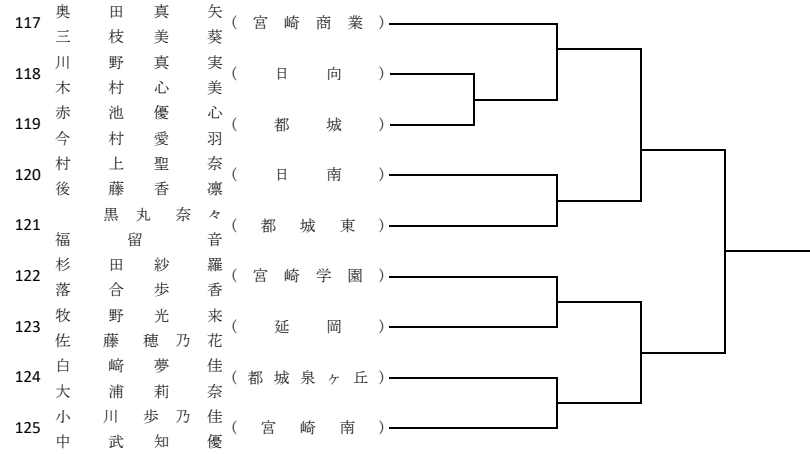 奥田真矢
117 (宮崎商業)
三枝美葵
川野真実
118 (日向)
木村心美
赤池優心
119 (都城)
今村愛羽
村上聖奈
120 (日南)
後藤香凛
黒丸奈々
121 (都城東)
福留音
杉田紗羅
122 (宮崎学園)
落合歩香
牧野光来
123 (延岡)
佐藤穂乃花
白﨑夢佳
124 (都城泉ヶ丘)
大浦莉奈
小川歩乃佳
125 (宮崎南)
中武知優